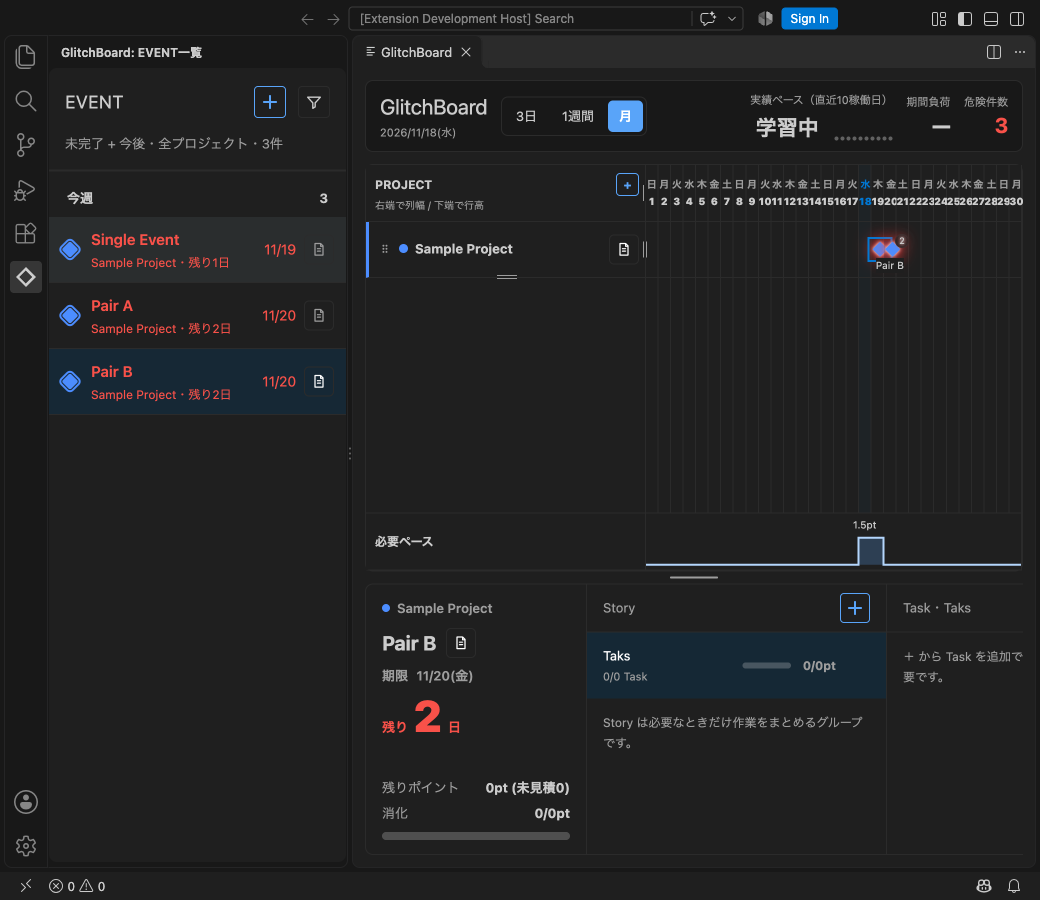 [Extension Development Host] Search
Sign In
GlitchBoard: EVENT一覧
GlitchBoard
EVENT
未完了 + 今後・全プロジェクト・3件
今週 3
Single Event 11/19
Sample Project・残り1日
Pair A 11/20
Sample Project・残り2日
Pair B 11/20
Sample Project・残り2日
GlitchBoard
2026/11/18(水)
3日 1週間 月
実績ペース（直近10稼働日） 期間負荷 危険件数
学習中 — 3
PROJECT
右端で列幅 / 下端で行高
+
日 月 火 水 木 金 土 日 月 火 水 木 金 土 日 月 火 水 木 金 土 日 月 火 水 木 金 土 日 月
1 2 3 4 5 6 7 8 9 10 11 12 13 14 15 16 17 18 19 20 21 22 23 24 25 26 27 28 29 30
Sample Project
2
Pair B
必要ペース
1.5pt
Sample Project
Pair B
期限 11/20(金)
残り 2 日
残りポイント 0pt (未見積0)
消化 0/0pt
Story
Taks
0/0 Task
0/0pt
Story は必要なときだけ作業をまとめるグループ
です。
Task・Taks
＋ から Task を追加で
要です。
0 0